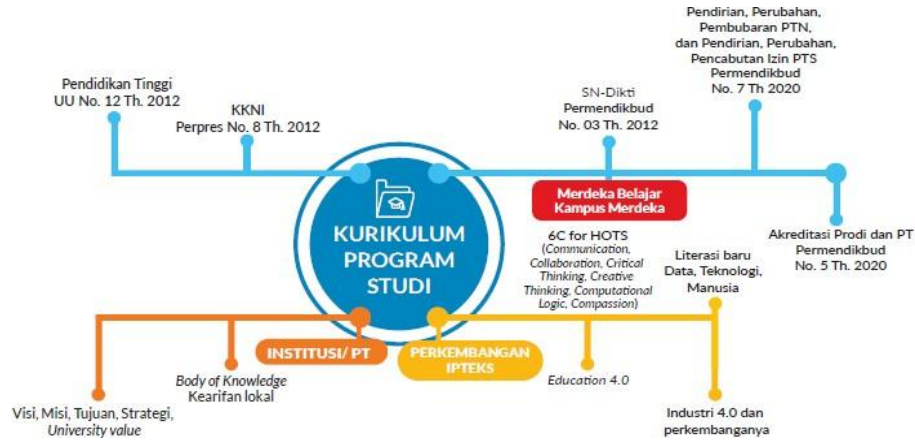 Pendidikan Tinggi
UU No. 12 Th. 2012
KKNI
Perpres No. 8 Th. 2012
SN-Dikti
Permendikbud
No. 03 Th. 2012
Pendirian, Perubahan,
Pembubaran PTN,
dan Pendirian, Perubahan,
Pencabutan Izin PTS
Permendikbud
No. 7 Th 2020
Merdeka Belajar
Kampus Merdeka
Akreditasi Prodi dan PT
Permendikbud
No. 5 Th. 2020
KURIKULUM
PROGRAM
STUDI
6C for HOTS
(Communication,
Collaboration, Critical
Thinking, Creative
Thinking, Computational
Logic, Compassion)
Literasi baru
Data, Teknologi,
Manusia
INSTITUSI/ PT
PERKEMBANGAN
IPTEKS
Body of Knowledge
Kearifan lokal
Education 4.0
Visi, Misi, Tujuan, Strategi,
University value
Industri 4.0 dan
perkembanganya